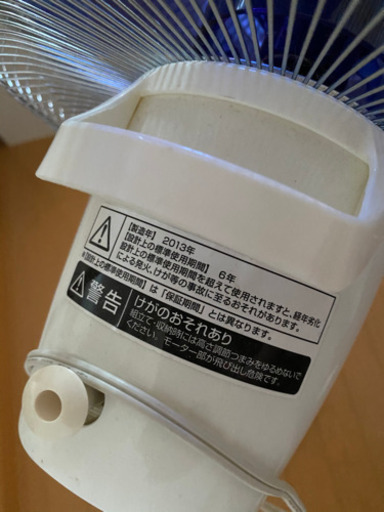 【製造年】2013年
【設計上の標準使用期間】6年
設計上の標準使用期間を超えて使用されますと、経年劣化
による発火、けが等の事故に至るおそれがあります。
※設計上の標準使用期間は「保証期間」とは異なります。
警告
けがのおそれあり
組立て・収納時には高さ調節つまみをゆるめないで
ください。モーター部が飛び出し危険です。